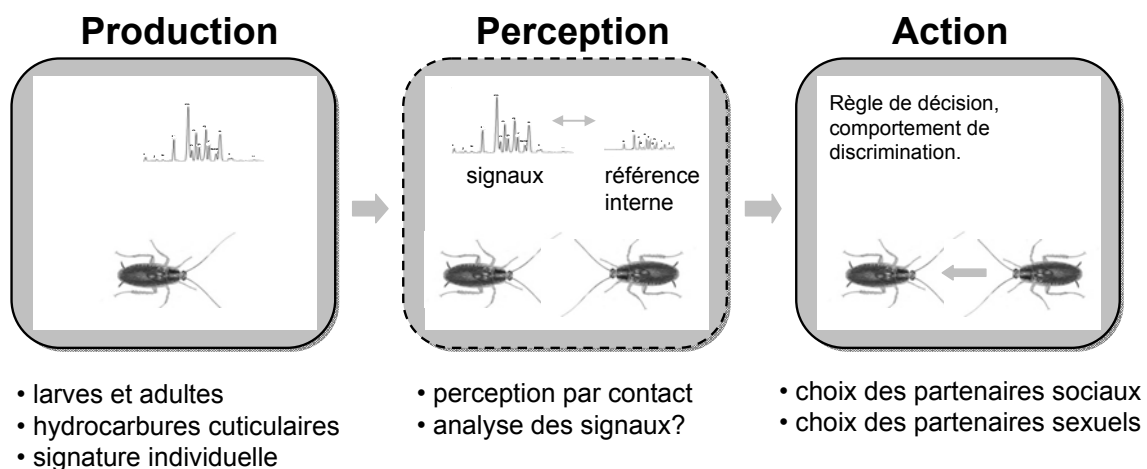 Production
Perception
Action
signaux
référence
interne
Règle de décision,
comportement de
discrimination.
• larves et adultes
• hydrocarbures cuticulaires
• signature individuelle
• perception par contact
• analyse des signaux?
• choix des partenaires sociaux
• choix des partenaires sexuels